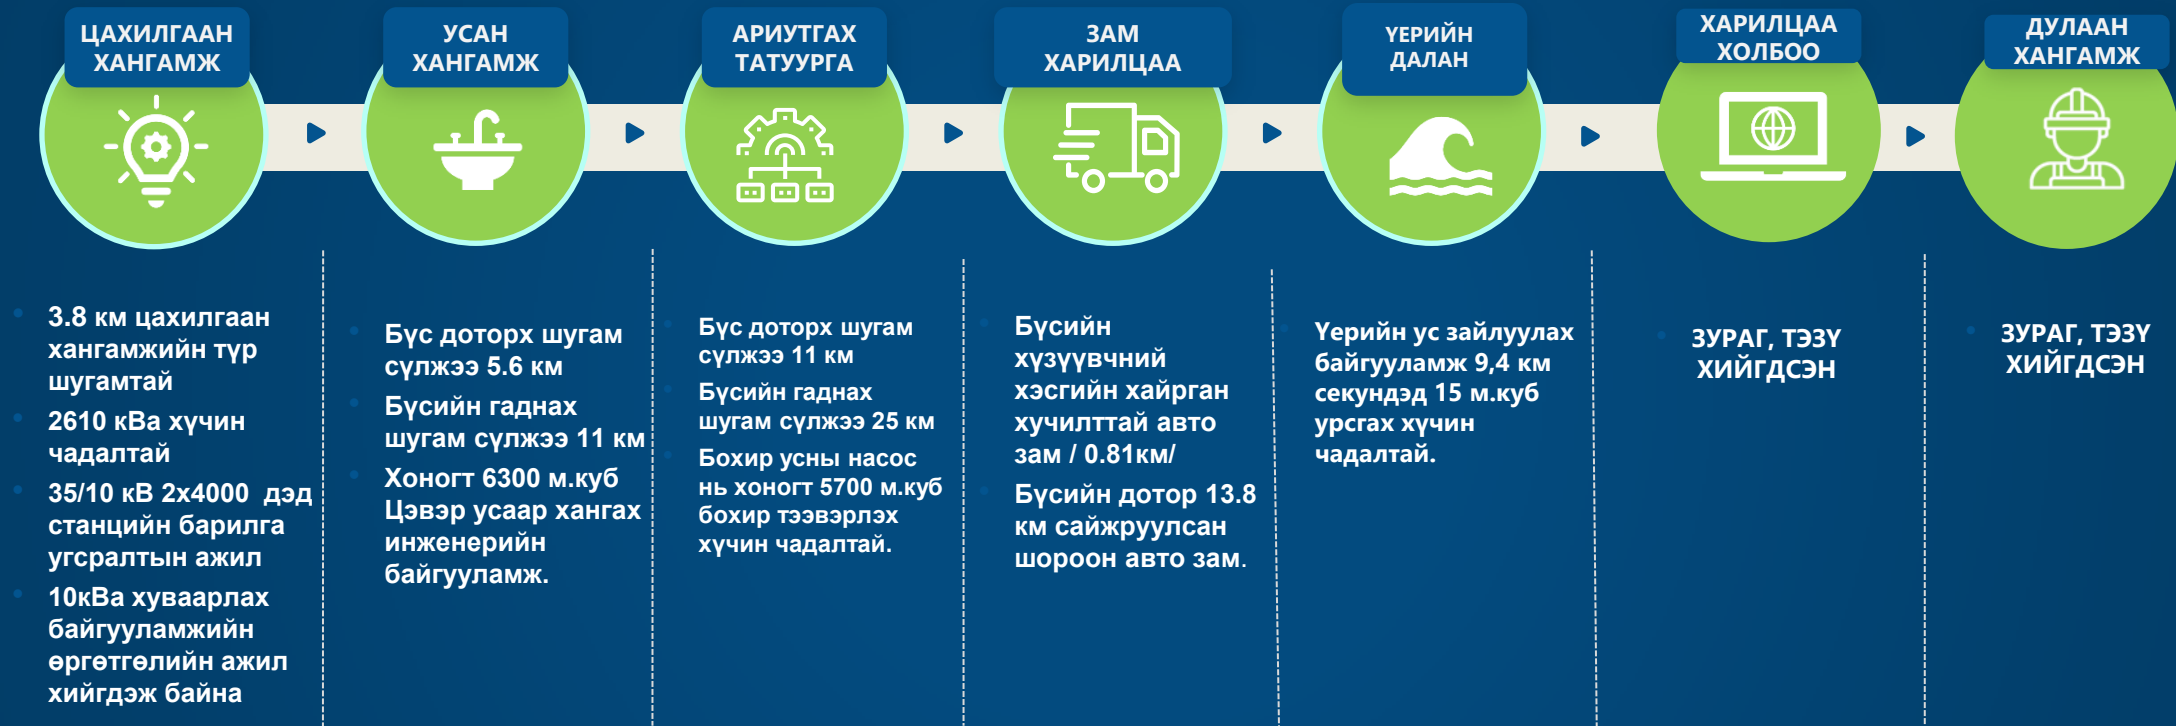 ЦАХИЛГААН
ХАНГАМЖ
УСАН
ХАНГАМЖ
АРИУТГАХ
ТАТУУРГА
ЗАМ
ХАРИЛЦАА
ҮЕРИЙН
ДАЛАН
ХАРИЛЦАА
ХОЛБОО
ДУЛААН
ХАНГАМЖ
3.8 км цахилгаан
хангамжийн түр
шугамтай
2610 кВа хүчин
чадалтай
35/10 кВ 2x4000 дэд
станцийн барилга
угсралтын ажил
10кВа хуваарлах
байгууламжийн
өргөтгөлийн ажил
хийгдэж байна
Бүс доторх шугам
сүлжээ 5.6 км
Бүсийн гаднах
шугам сүлжээ 11 км
Хоногт 6300 м.куб
Цэвэр усаар хангах
инженерийн
байгууламж.
Бүс доторх шугам
сүлжээ 11 км
Бүсийн гаднах
шугам сүлжээ 25 км
Бохир усны насос
нь хоногт 5700 м.куб
бохир тээвэрлэх
хүчин чадалтай.
Бүсийн
хүзүүвчний
хэсгийн хайрган
хучилттай авто
зам / 0.81км/
Бүсийн дотор 13.8
км сайжруулсан
шороон авто зам.
Үерийн ус зайлуулах
байгууламж 9,4 км
секундэд 15 м.куб
урсгах хүчин
чадалтай.
ЗУРАГ, ТЭЗҮ
ХИЙГДСЭН
ЗУРАГ, ТЭЗҮ
ХИЙГДСЭН